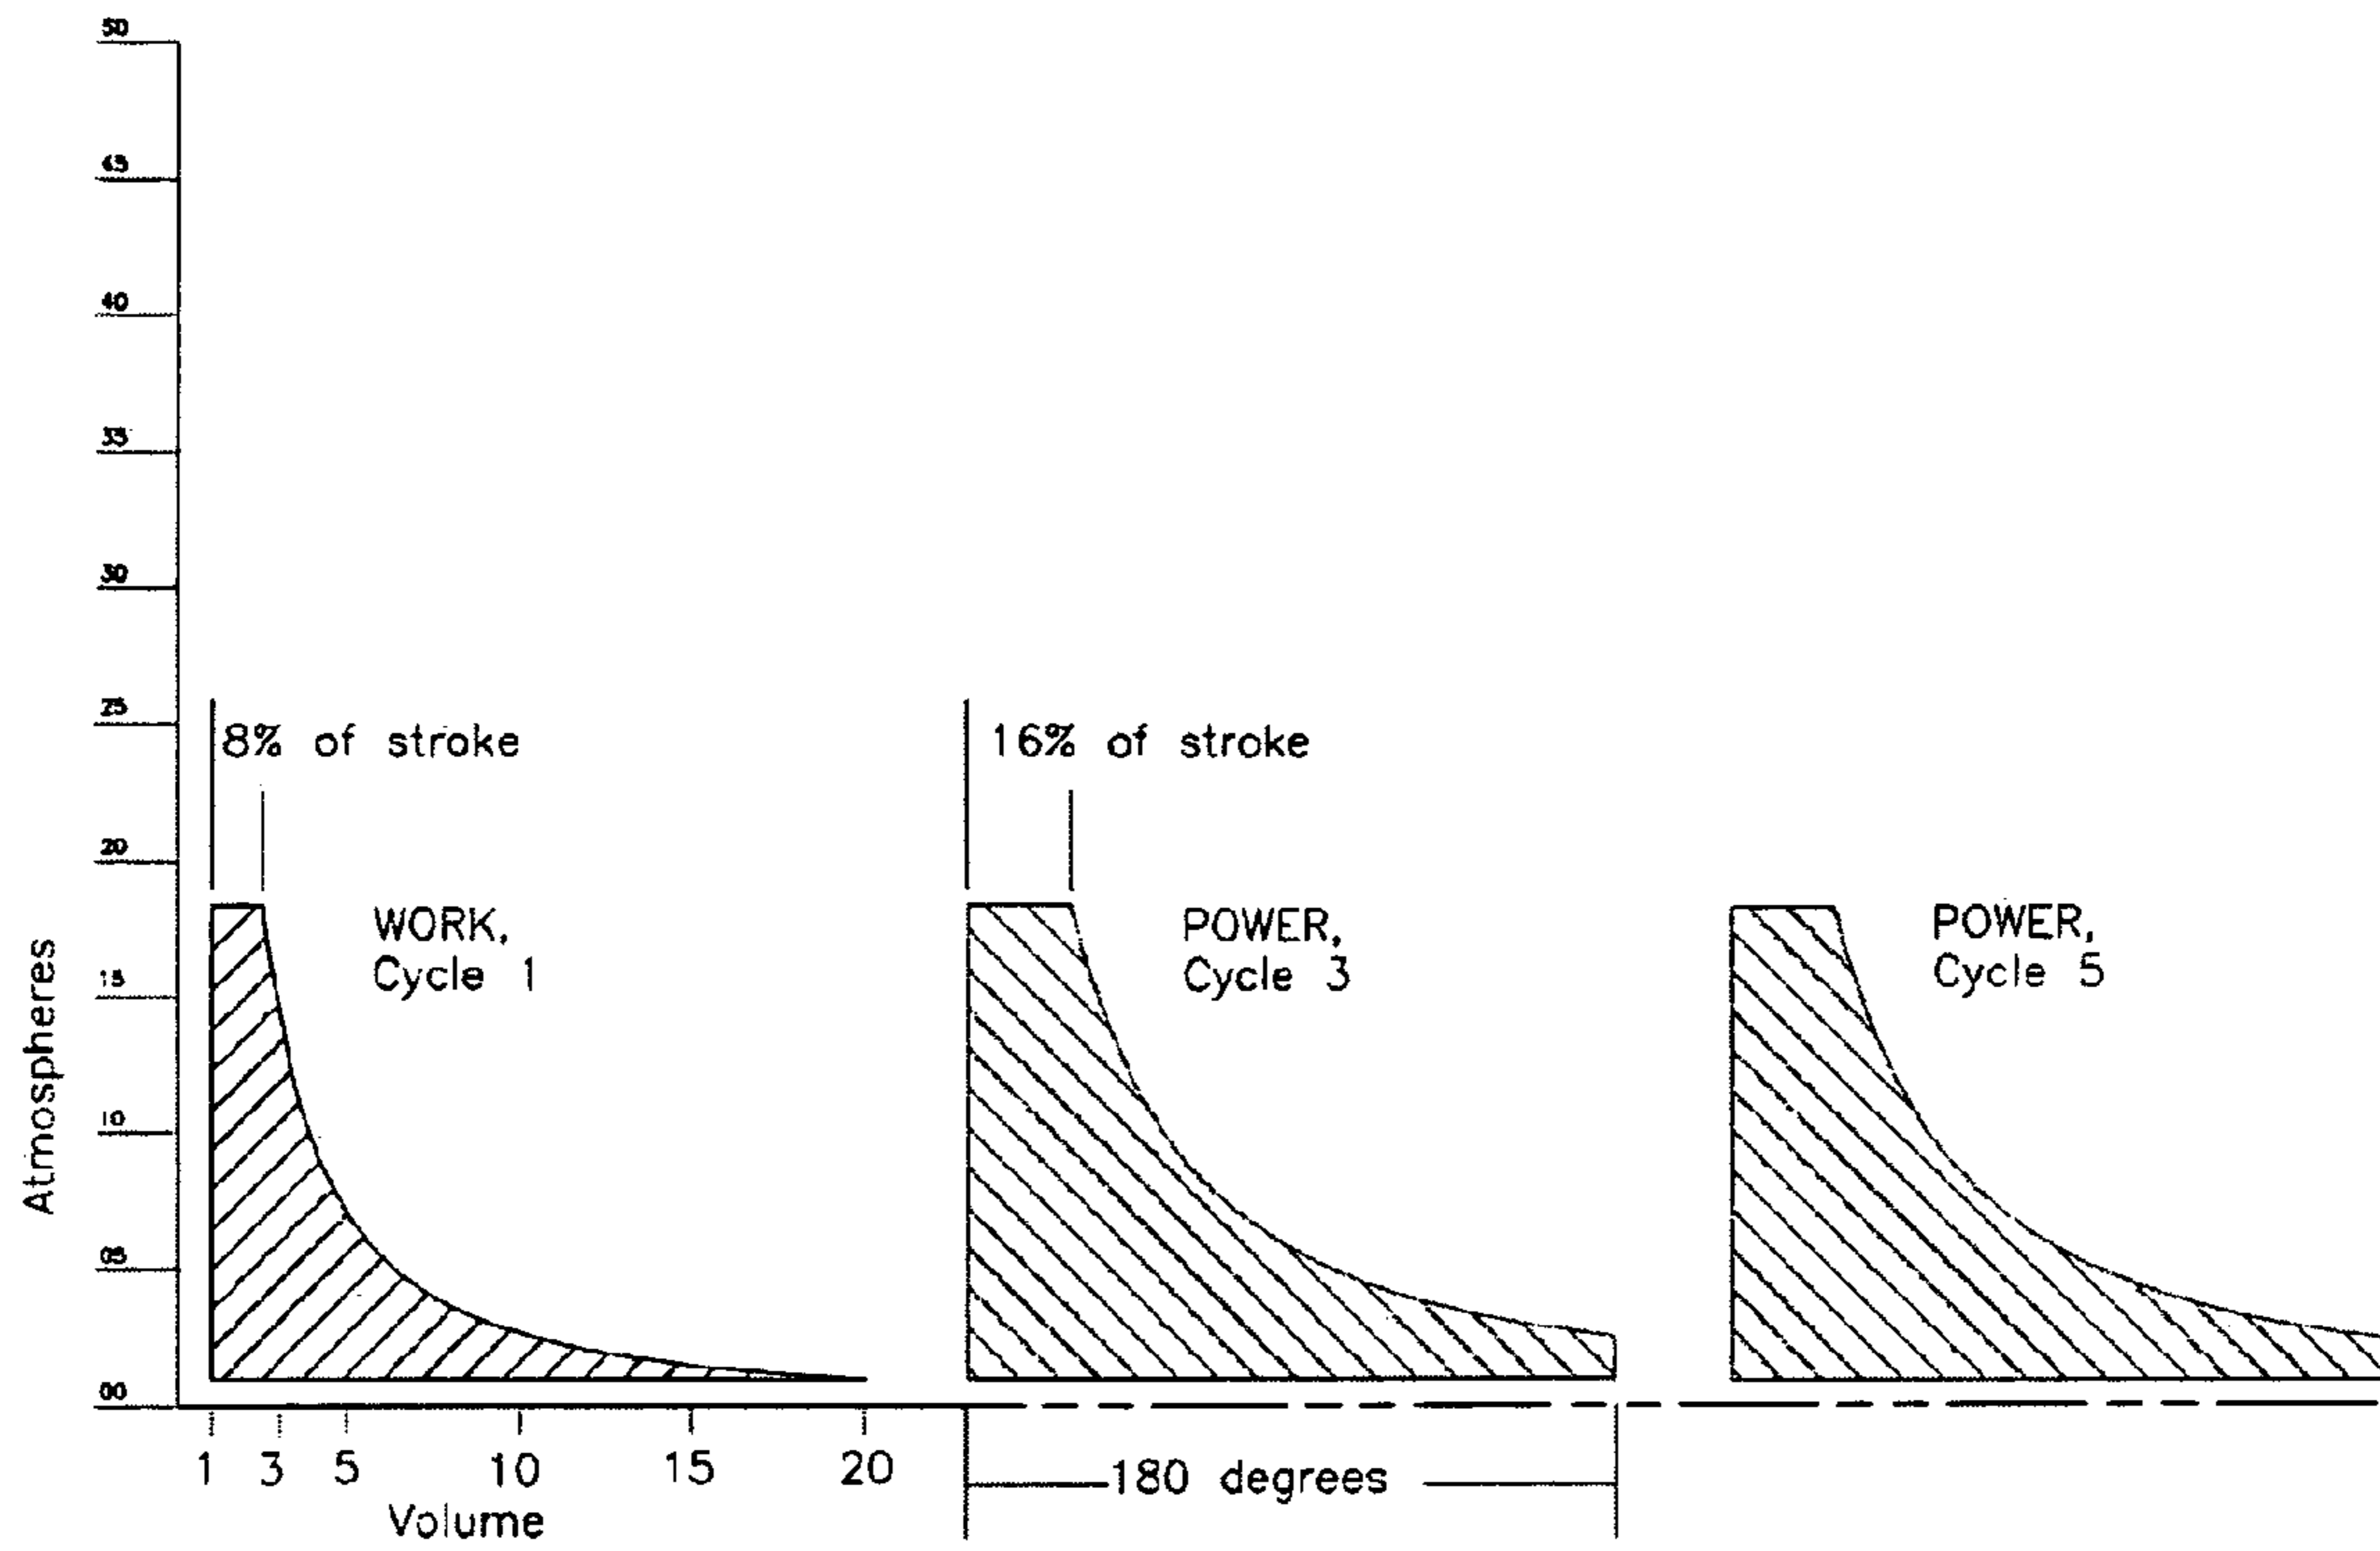 50
45
40
35
30
25
20
15
10
05
00
Atmospheres
8% of stroke
16% of stroke
WORK,
Cycle 1
POWER,
Cycle 3
POWER,
Cycle 5
1 3 5 10 15 20
Volume
180 degrees